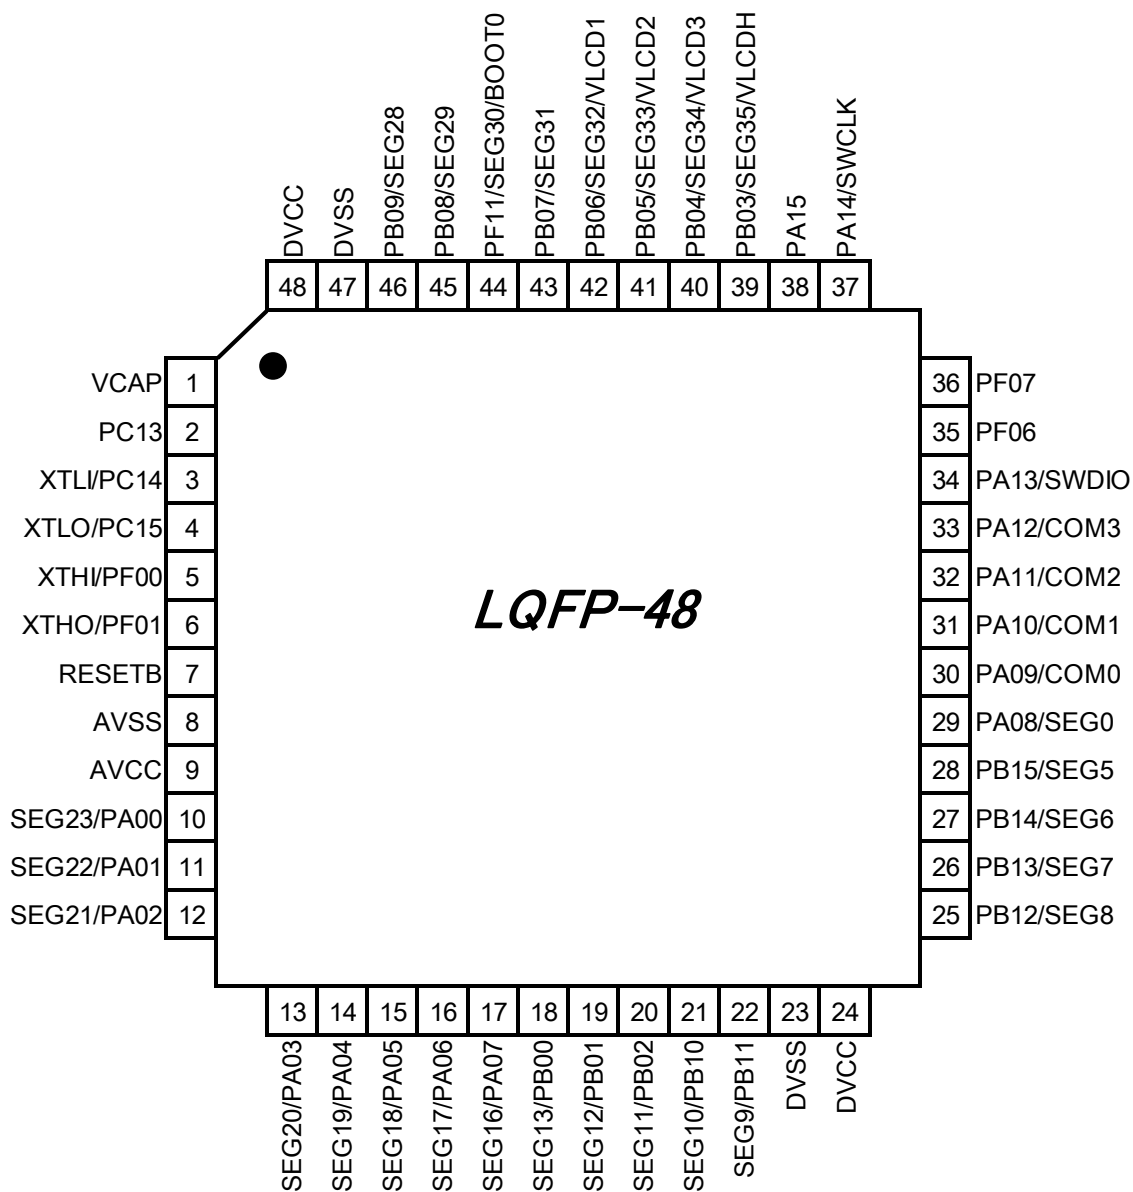 DVCC
DVSS
PB09/SEG28
PB08/SEG29
PF11/SEG30/BOOT0
PB07/SEG31
PB06/SEG32/VLCD1
PB05/SEG33/VLCD2
PB04/SEG34/VLCD3
PB03/SEG35/VLCDH
PA15
PA14/SWCLK
48 47 46 45 44 43 42 41 40 39 38 37
VCAP 1
PC13 2
XTLI/PC14 3
XTLO/PC15 4
XTHI/PF00 5
XTHO/PF01 6
RESETB 7
AVSS 8
AVCC 9
SEG23/PA00 10
SEG22/PA01 11
SEG21/PA02 12
LQFP-48
36 PF07
35 PF06
34 PA13/SWDIO
33 PA12/COM3
32 PA11/COM2
31 PA10/COM1
30 PA09/COM0
29 PA08/SEG0
28 PB15/SEG5
27 PB14/SEG6
26 PB13/SEG7
25 PB12/SEG8
13 14 15 16 17 18 19 20 21 22 23 24
SEG20/PA03
SEG19/PA04
SEG18/PA05
SEG17/PA06
SEG16/PA07
SEG13/PB00
SEG12/PB01
SEG11/PB02
SEG10/PB10
SEG9/PB11
DVSS
DVCC